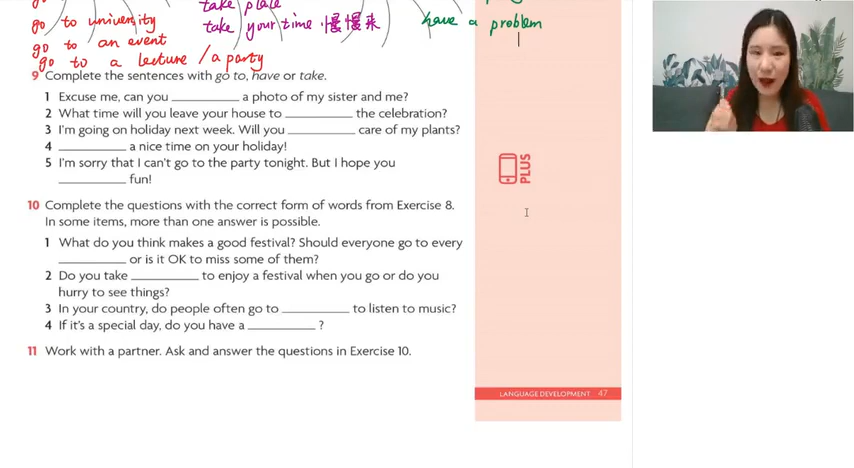 take place
go to university
take your time 慢慢来
have a problem
go to an event
go to a lecture / a party
9 Complete the sentences with go to, have or take.
1 Excuse me, can you ____________ a photo of my sister and me?
2 What time will you leave your house to ____________ the celebration?
3 I'm going on holiday next week. Will you ____________ care of my plants?
4 ____________ a nice time on your holiday!
5 I'm sorry that I can't go to the party tonight. But I hope you
____________ fun!
10 Complete the questions with the correct form of words from Exercise 8.
In some items, more than one answer is possible.
1 What do you think makes a good festival? Should everyone go to every
____________ or is it OK to miss some of them?
2 Do you take ____________ to enjoy a festival when you go or do you
hurry to see things?
3 In your country, do people often go to ____________ to listen to music?
4 If it's a special day, do you have a ____________ ?
11 Work with a partner. Ask and answer the questions in Exercise 10.
PLUS
LANGUAGE DEVELOPMENT 47